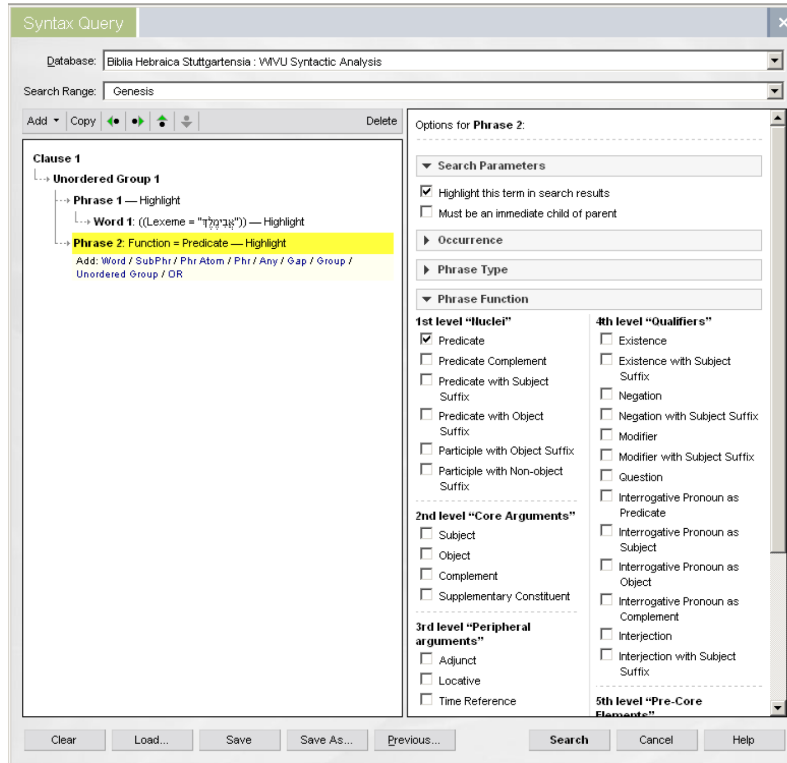 Syntax Query
Database: Biblia Hebraica Stuttgartensia : WIVU Syntactic Analysis
Search Range: Genesis
Add Copy Delete
Clause 1
Unordered Group 1
Phrase 1 — Highlight
Word 1: ((Lexeme = "אֲבִימֶלֶךְ")) — Highlight
Phrase 2: Function = Predicate — Highlight
Add: Word / SubPhr / Phr Atom / Phr / Any / Gap / Group /
Unordered Group / OR
Options for Phrase 2:
Search Parameters
Highlight this term in search results
Must be an immediate child of parent
Occurrence
Phrase Type
Phrase Function
1st level “Nuclei”
Predicate
Predicate Complement
Predicate with Subject
Suffix
Predicate with Object
Suffix
Participle with Object Suffix
Participle with Non-object
Suffix
2nd level “Core Arguments”
Subject
Object
Complement
Supplementary Constituent
3rd level “Peripheral
arguments”
Adjunct
Locative
Time Reference
4th level “Qualifiers”
Existence
Existence with Subject
Suffix
Negation
Negation with Subject Suffix
Modifier
Modifier with Subject Suffix
Question
Interrogative Pronoun as
Predicate
Interrogative Pronoun as
Subject
Interrogative Pronoun as
Object
Interrogative Pronoun as
Complement
Interjection
Interjection with Subject
Suffix
5th level “Pre-Core
Elements”
Clear Load... Save Save As... Previous... Search Cancel Help